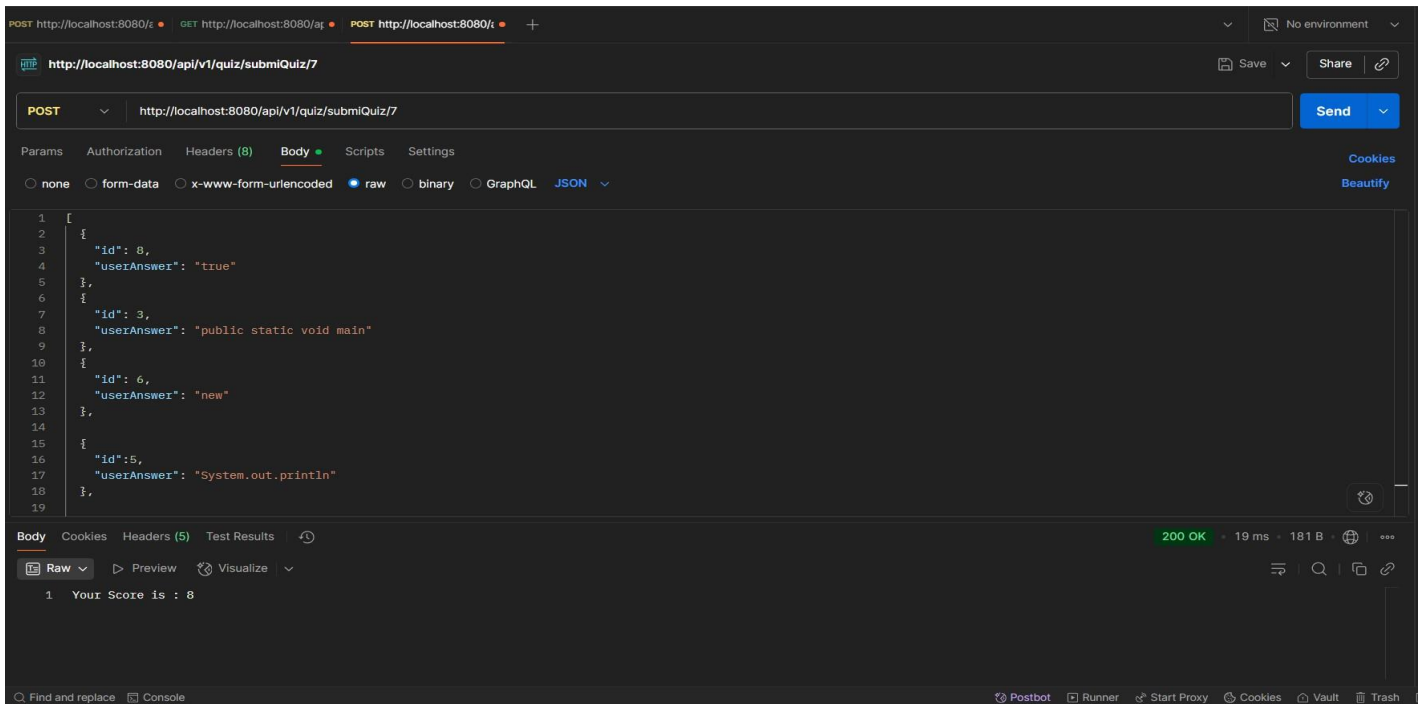 POST http://localhost:8080/a GET http://localhost:8080/ap POST http://localhost:8080/a No environment
HTTP http://localhost:8080/api/v1/quiz/submiQuiz/7 Save Share
POST http://localhost:8080/api/v1/quiz/submiQuiz/7 Send
Params Authorization Headers (8) Body Scripts Settings Cookies
none form-data x-www-form-urlencoded raw binary GraphQL JSON Beautify
1 [
2 {
3 "id": 8,
4 "userAnswer": "true"
5 },
6 {
7 "id": 3,
8 "userAnswer": "public static void main"
9 },
10 {
11 "id": 6,
12 "userAnswer": "new"
13 },
14
15 {
16 "id":5,
17 "userAnswer": "System.out.println"
18 },
19
Body Cookies Headers (5) Test Results 200 OK 19 ms 181 B
Raw Preview Visualize
1 Your Score is : 8
Find and replace Console Postbot Runner Start Proxy Cookies Vault Trash